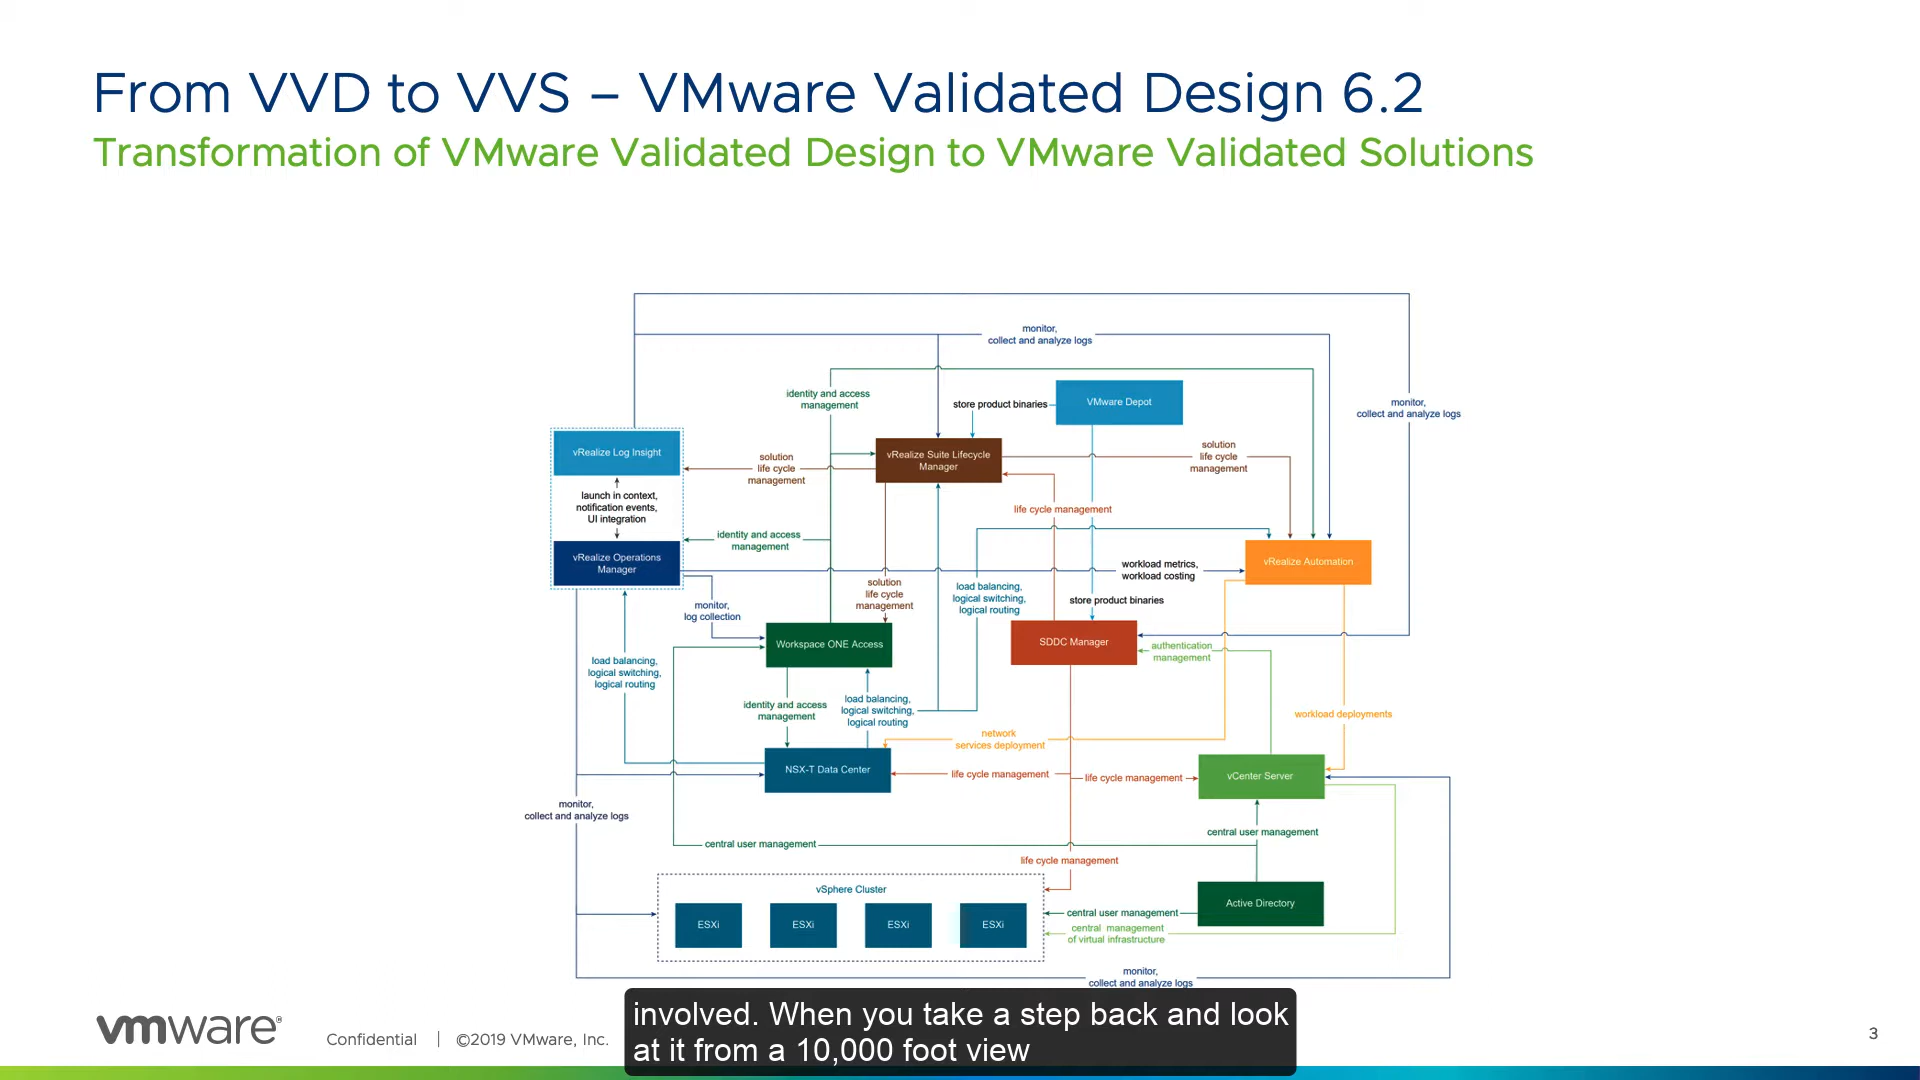 From VVD to VVS – VMware Validated Design 6.2
Transformation of VMware Validated Design to VMware Validated Solutions
monitor,
collect and analyze logs
identity and access
management
store product binaries
VMware Depot
monitor,
collect and analyze logs
vRealize Log Insight
solution
life cycle
management
vRealize Suite Lifecycle
Manager
solution
life cycle
management
launch in context,
notification events,
UI integration
life cycle management
identity and access
management
vRealize Operations
Manager
workload metrics,
workload costing
vRealize Automation
monitor,
log collection
solution
life cycle
management
load balancing,
logical switching,
logical routing
store product binaries
Workspace ONE Access
SDDC Manager
authentication
management
load balancing,
logical switching,
logical routing
identity and access
management
load balancing,
logical switching,
logical routing
network
services deployment
workload deployments
NSX-T Data Center
life cycle management
life cycle management
vCenter Server
monitor,
collect and analyze logs
central user management
central user management
life cycle management
vSphere Cluster
ESXi
ESXi
ESXi
ESXi
central user management
Active Directory
central management
of virtual infrastructure
monitor,
collect and analyze logs
involved. When you take a step back and look
at it from a 10,000 foot view
vmware®
Confidential | ©2019 VMware, Inc.
3